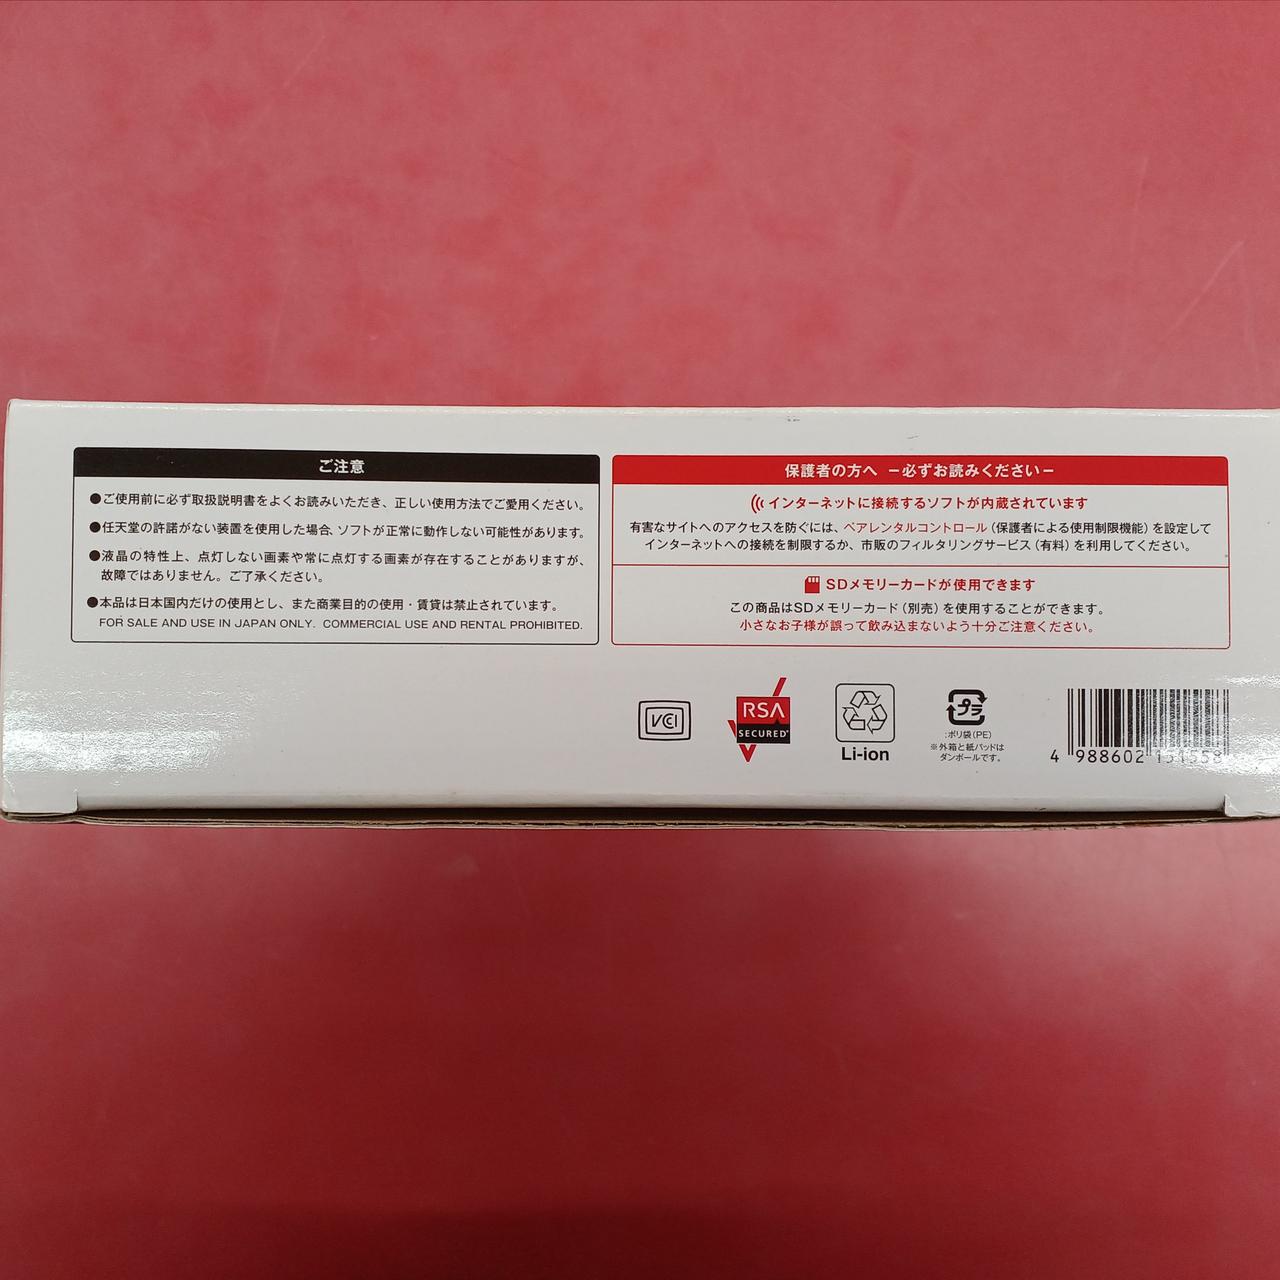 ご注意
●ご使用前に必ず取扱説明書をよくお読みいただき、正しい使用方法でご愛用ください。
●任天堂の許諾がない装置を使用した場合、ソフトが正常に動作しない可能性があります。
●液晶の特性上、点灯しない画素や常に点灯する画素が存在することがありますが、
故障ではありません。ご了承ください。
●本品は日本国内だけの使用とし、また商業目的の使用・賃貸は禁止されています。
FOR SALE AND USE IN JAPAN ONLY. COMMERCIAL USE AND RENTAL PROHIBITED.
保護者の方へ －必ずお読みください－
インターネットに接続するソフトが内蔵されています
有害なサイトへのアクセスを防ぐには、ペアレンタルコントロール（保護者による使用制限機能）を設定して
インターネットへの接続を制限するか、市販のフィルタリングサービス（有料）を利用してください。
SDメモリーカードが使用できます
この商品はSDメモリーカード（別売）を使用することができます。
小さなお子様が誤って飲み込まないよう十分ご注意ください。
VCI
RSA
SECURED
Li-ion
プラ
:ポリ袋（PE）
※外箱と紙パッドは
ダンボールです。
4 988602